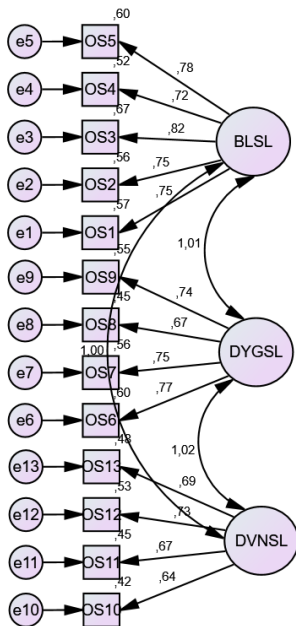 ,60
e5 OS5
,52 ,78
e4 OS4
,67 ,72
e3 OS3 ,82
,56 BLSL
e2 OS2 ,75
,57 ,75
e1 OS1
,55
e9 OS9 1,01
,45 ,74
e8 OS8 ,67
1,00 ,56
e7 OS7 ,75 DYGSL
,60 ,77
e6 OS6
,48 1,02
e13 OS13 ,69
,53
e12 OS12 ,73
,45 DVNSL
e11 OS11 ,67
,42 ,64
e10 OS10